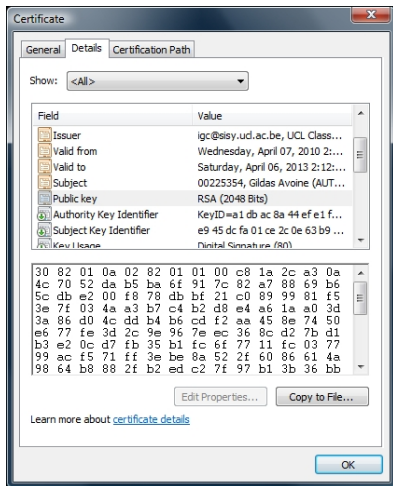 Certificate
General Details Certification Path
Show: <All>
Field Value
Issuer igc@sisy.ucl.ac.be, UCL Class...
Valid from Wednesday, April 07, 2010 2:...
Valid to Saturday, April 06, 2013 2:12:...
Subject 00225354, Gildas Avoine (AUT...
Public key RSA (2048 Bits)
Authority Key Identifier KeyID=a1 db ac 8a 44 ef e1 f...
Subject Key Identifier e9 45 dc fa 01 ce 2c 0e 63 b9 ...
Key Usage Digital Signature (80)
30 82 01 0a 02 82 01 01 00 c8 1a 2c a3 0a
4c 70 52 da b5 ba 6f 91 7c 82 a7 88 69 b6
5c db e2 00 f8 78 db bf 21 c0 89 99 81 f5
3e 7f 03 4a a3 b7 c4 b2 d8 e4 a6 1a a0 3d
3a 86 d0 4c dd b4 b6 cd f2 aa 45 8e 74 50
e6 77 fe 3d 2c 9e 96 7e ec 36 8c d2 7b d1
b3 e2 0c d7 fb 35 b1 fc 6f 77 11 fc 03 77
99 ac f5 71 ff 3e be 8a 52 2f 60 86 61 4a
98 64 b8 88 2f b2 ed c2 7f 97 b1 3b 36 bb
Edit Properties... Copy to File...
Learn more about certificate details
OK